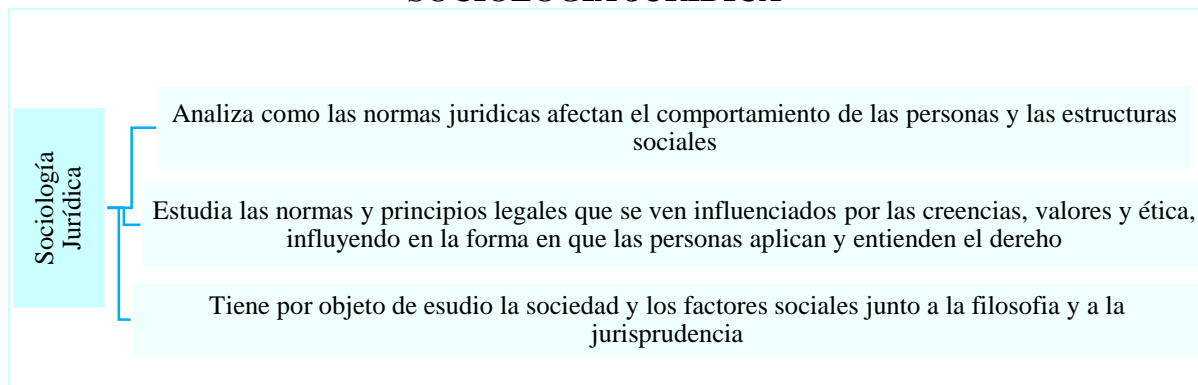 SOCIOLOGÍA JURÍDICA
Sociología
Jurídica
Analiza como las normas juridicas afectan el comportamiento de las personas y las estructuras
sociales
Estudia las normas y principios legales que se ven influenciados por las creencias, valores y ética,
influyendo en la forma en que las personas aplican y entienden el dereho
Tiene por objeto de esudio la sociedad y los factores sociales junto a la filosofia y a la
jurisprudencia